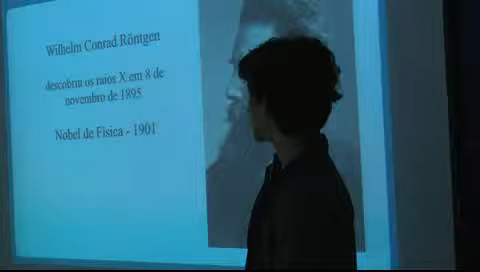 Wilhelm Conrad Röntgen
descobriu os raios X em 8 de
novembro de 1895
Nobel de Física - 1901